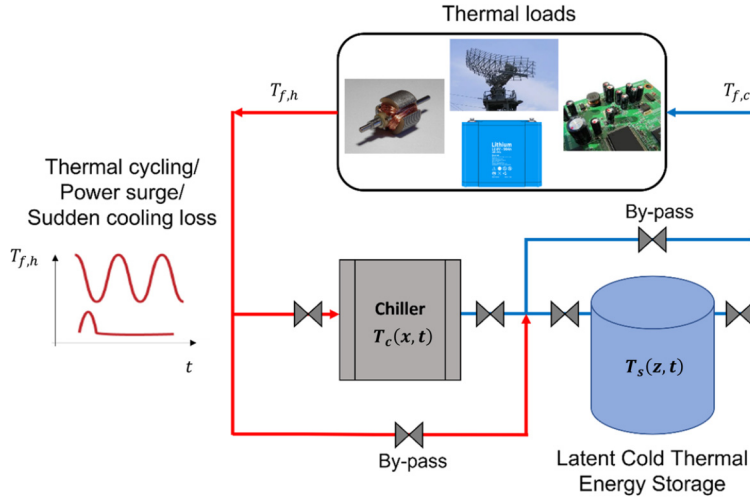 Thermal loads
T_{f,h}
T_{f,c}
Lithium
Thermal cycling/
Power surge/
Sudden cooling loss
By-pass
T_{f,h}
t
Chiller
T_c(x, t)
T_s(z, t)
By-pass
Latent Cold Thermal
Energy Storage